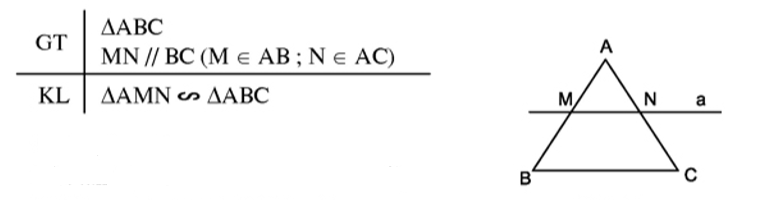 GT
ΔABC
MN // BC (M ∈ AB ; N ∈ AC)
KL
ΔAMN ∽ ΔABC
A
M
N
a
B
C